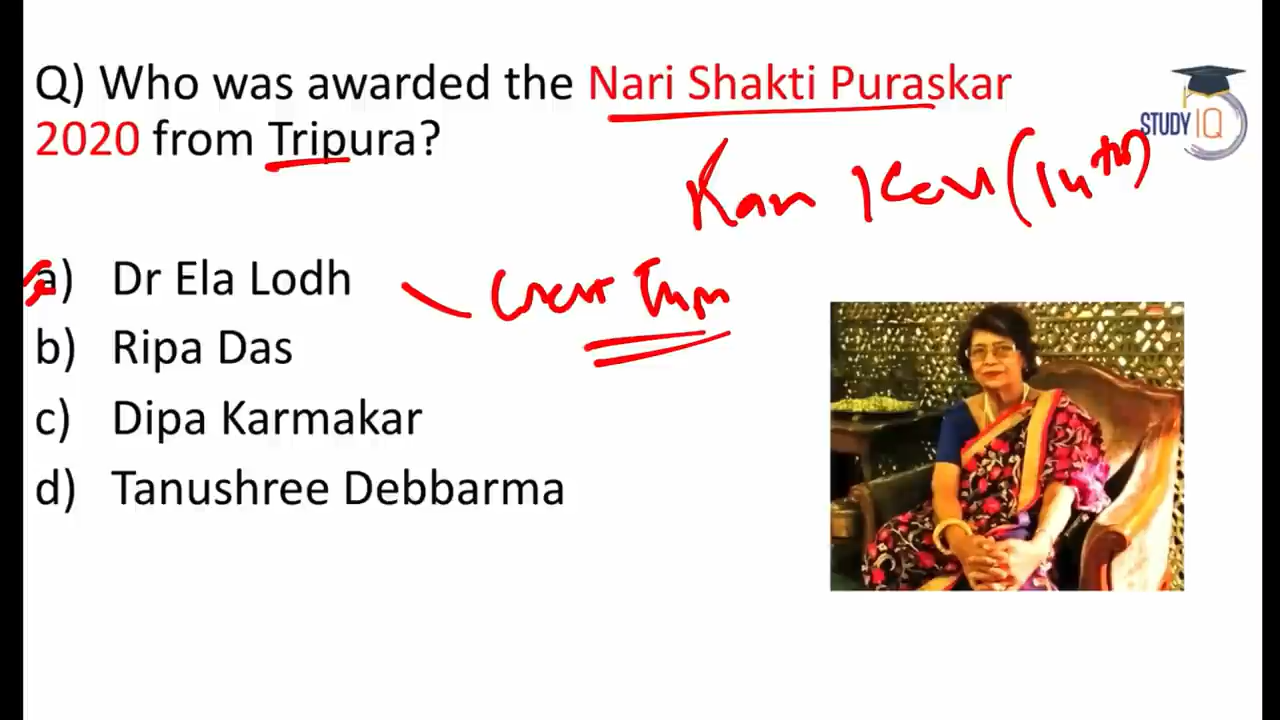 Q) Who was awarded the Nari Shakti Puraskar
2020 from Tripura?
STUDY IQ
a) Dr Ela Lodh
b) Ripa Das
c) Dipa Karmakar
d) Tanushree Debbarma